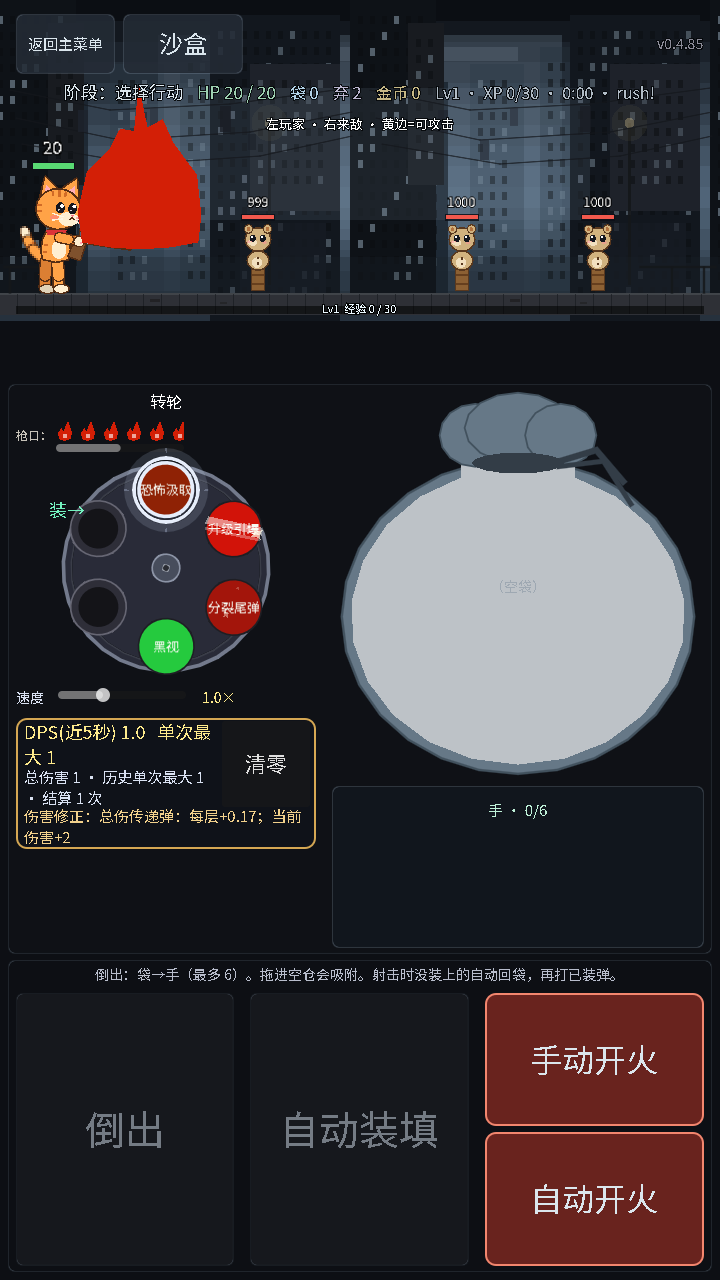 返回主菜单
沙盒
v0.4.85
阶段：选择行动 HP 20 / 20 袋 0 弃 2 金币 0 Lv1 · XP 0/30 · 0:00 · rush!
左玩家 · 右来敌 · 黄边=可攻击
20
999
1000
1000
Lv1 经验 0 / 30
转轮
枪口：
恐怖汲取
装→
升级引爆
分裂尾弹
黑视
（空袋）
速度
1.0×
DPS(近5秒) 1.0 单次最
大 1
清零
总伤害 1 · 历史单次最大 1
· 结算 1 次
伤害修正：总伤传递弹：每层+0.17；当前
伤害+2
手 · 0/6
倒出：袋→手（最多 6）。拖进空仓会吸附。射击时没装上的自动回袋，再打已装弹。
倒出
自动装填
手动开火
自动开火